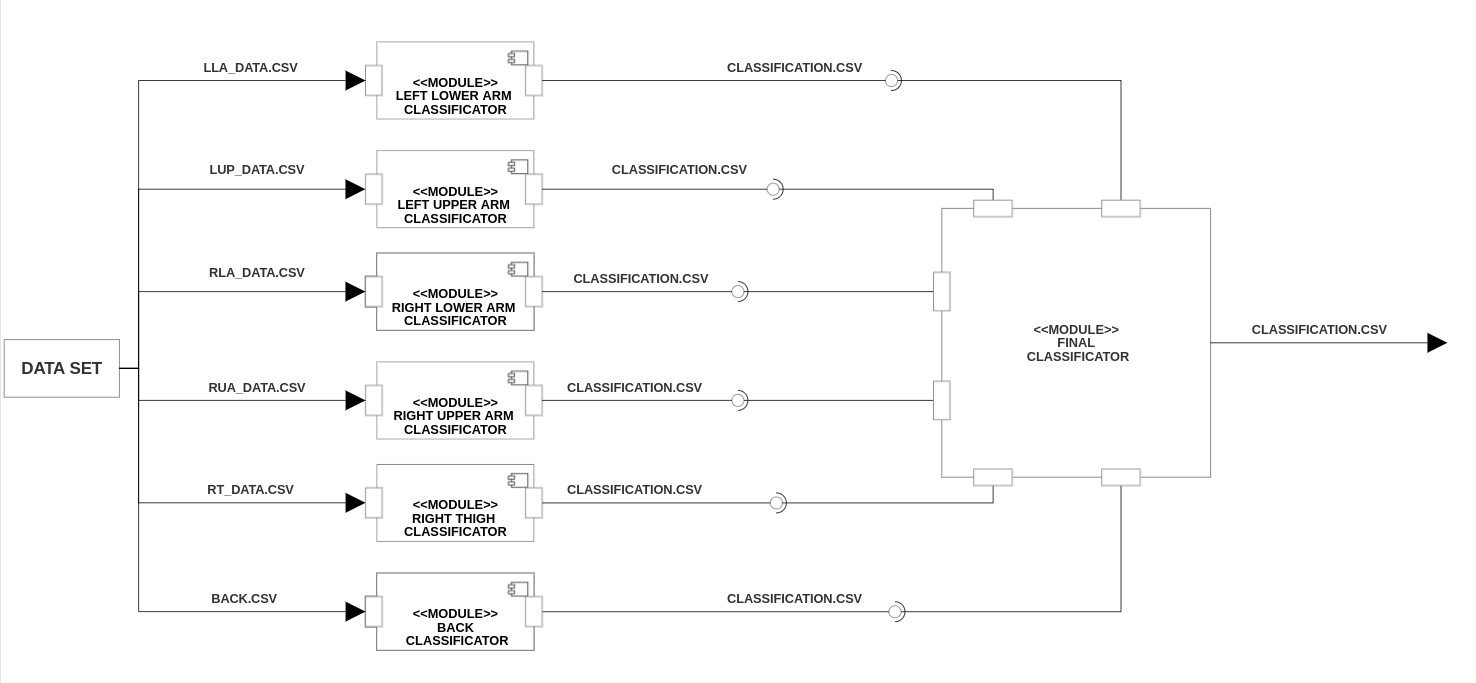 LLA_DATA.CSV
<<MODULE>>
LEFT LOWER ARM
CLASSIFICATOR
CLASSIFICATION.CSV
LUP_DATA.CSV
<<MODULE>>
LEFT UPPER ARM
CLASSIFICATOR
CLASSIFICATION.CSV
RLA_DATA.CSV
<<MODULE>>
RIGHT LOWER ARM
CLASSIFICATOR
CLASSIFICATION.CSV
DATA SET
RUA_DATA.CSV
<<MODULE>>
RIGHT UPPER ARM
CLASSIFICATOR
CLASSIFICATION.CSV
RT_DATA.CSV
<<MODULE>>
RIGHT THIGH
CLASSIFICATOR
CLASSIFICATION.CSV
BACK.CSV
<<MODULE>>
BACK
CLASSIFICATOR
CLASSIFICATION.CSV
<<MODULE>>
FINAL
CLASSIFICATOR
CLASSIFICATION.CSV